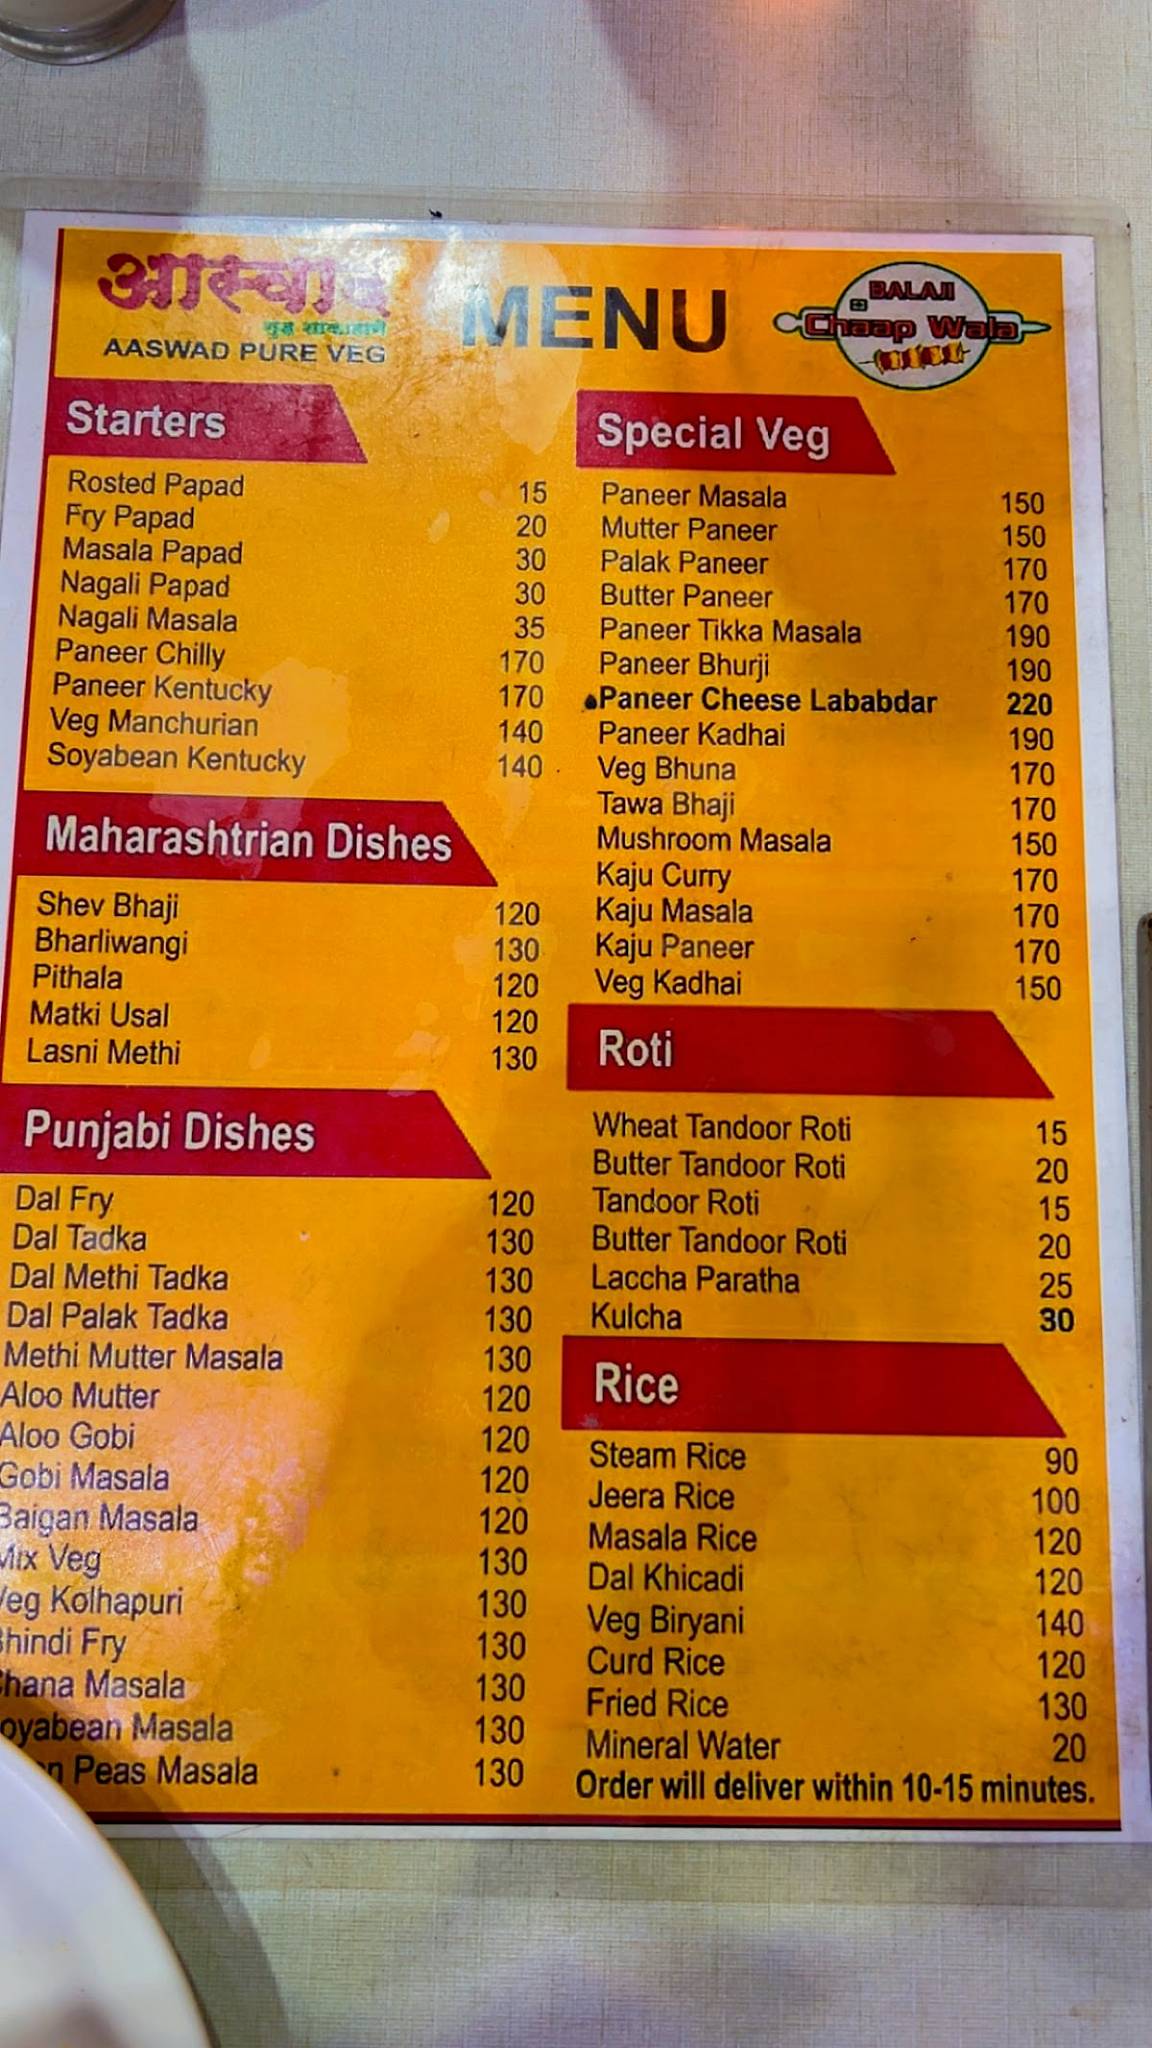 आस्वाद
शुद्ध शाकाहारी
AASWAD PURE VEG
MENU
BALAJI
Chaap Wala
Starters
Rosted Papad 15
Fry Papad 20
Masala Papad 30
Nagali Papad 30
Nagali Masala 35
Paneer Chilly 170
Paneer Kentucky 170
Veg Manchurian 140
Soyabean Kentucky 140
Maharashtrian Dishes
Shev Bhaji 120
Bharliwangi 130
Pithala 120
Matki Usal 120
Lasni Methi 130
Punjabi Dishes
Dal Fry 120
Dal Tadka 130
Dal Methi Tadka 130
Dal Palak Tadka 130
Methi Mutter Masala 130
Aloo Mutter 120
Aloo Gobi 120
Gobi Masala 120
Baigan Masala 120
Mix Veg 130
Veg Kolhapuri 130
Bhindi Fry 130
Chana Masala 130
oyabean Masala 130
Peas Masala 130
Special Veg
Paneer Masala 150
Mutter Paneer 150
Palak Paneer 170
Butter Paneer 170
Paneer Tikka Masala 190
Paneer Bhurji 190
Paneer Cheese Lababdar 220
Paneer Kadhai 190
Veg Bhuna 170
Tawa Bhaji 170
Mushroom Masala 150
Kaju Curry 170
Kaju Masala 170
Kaju Paneer 170
Veg Kadhai 150
Roti
Wheat Tandoor Roti 15
Butter Tandoor Roti 20
Tandoor Roti 15
Butter Tandoor Roti 20
Laccha Paratha 25
Kulcha 30
Rice
Steam Rice 90
Jeera Rice 100
Masala Rice 120
Dal Khicadi 120
Veg Biryani 140
Curd Rice 120
Fried Rice 130
Mineral Water 20
Order will deliver within 10-15 minutes.